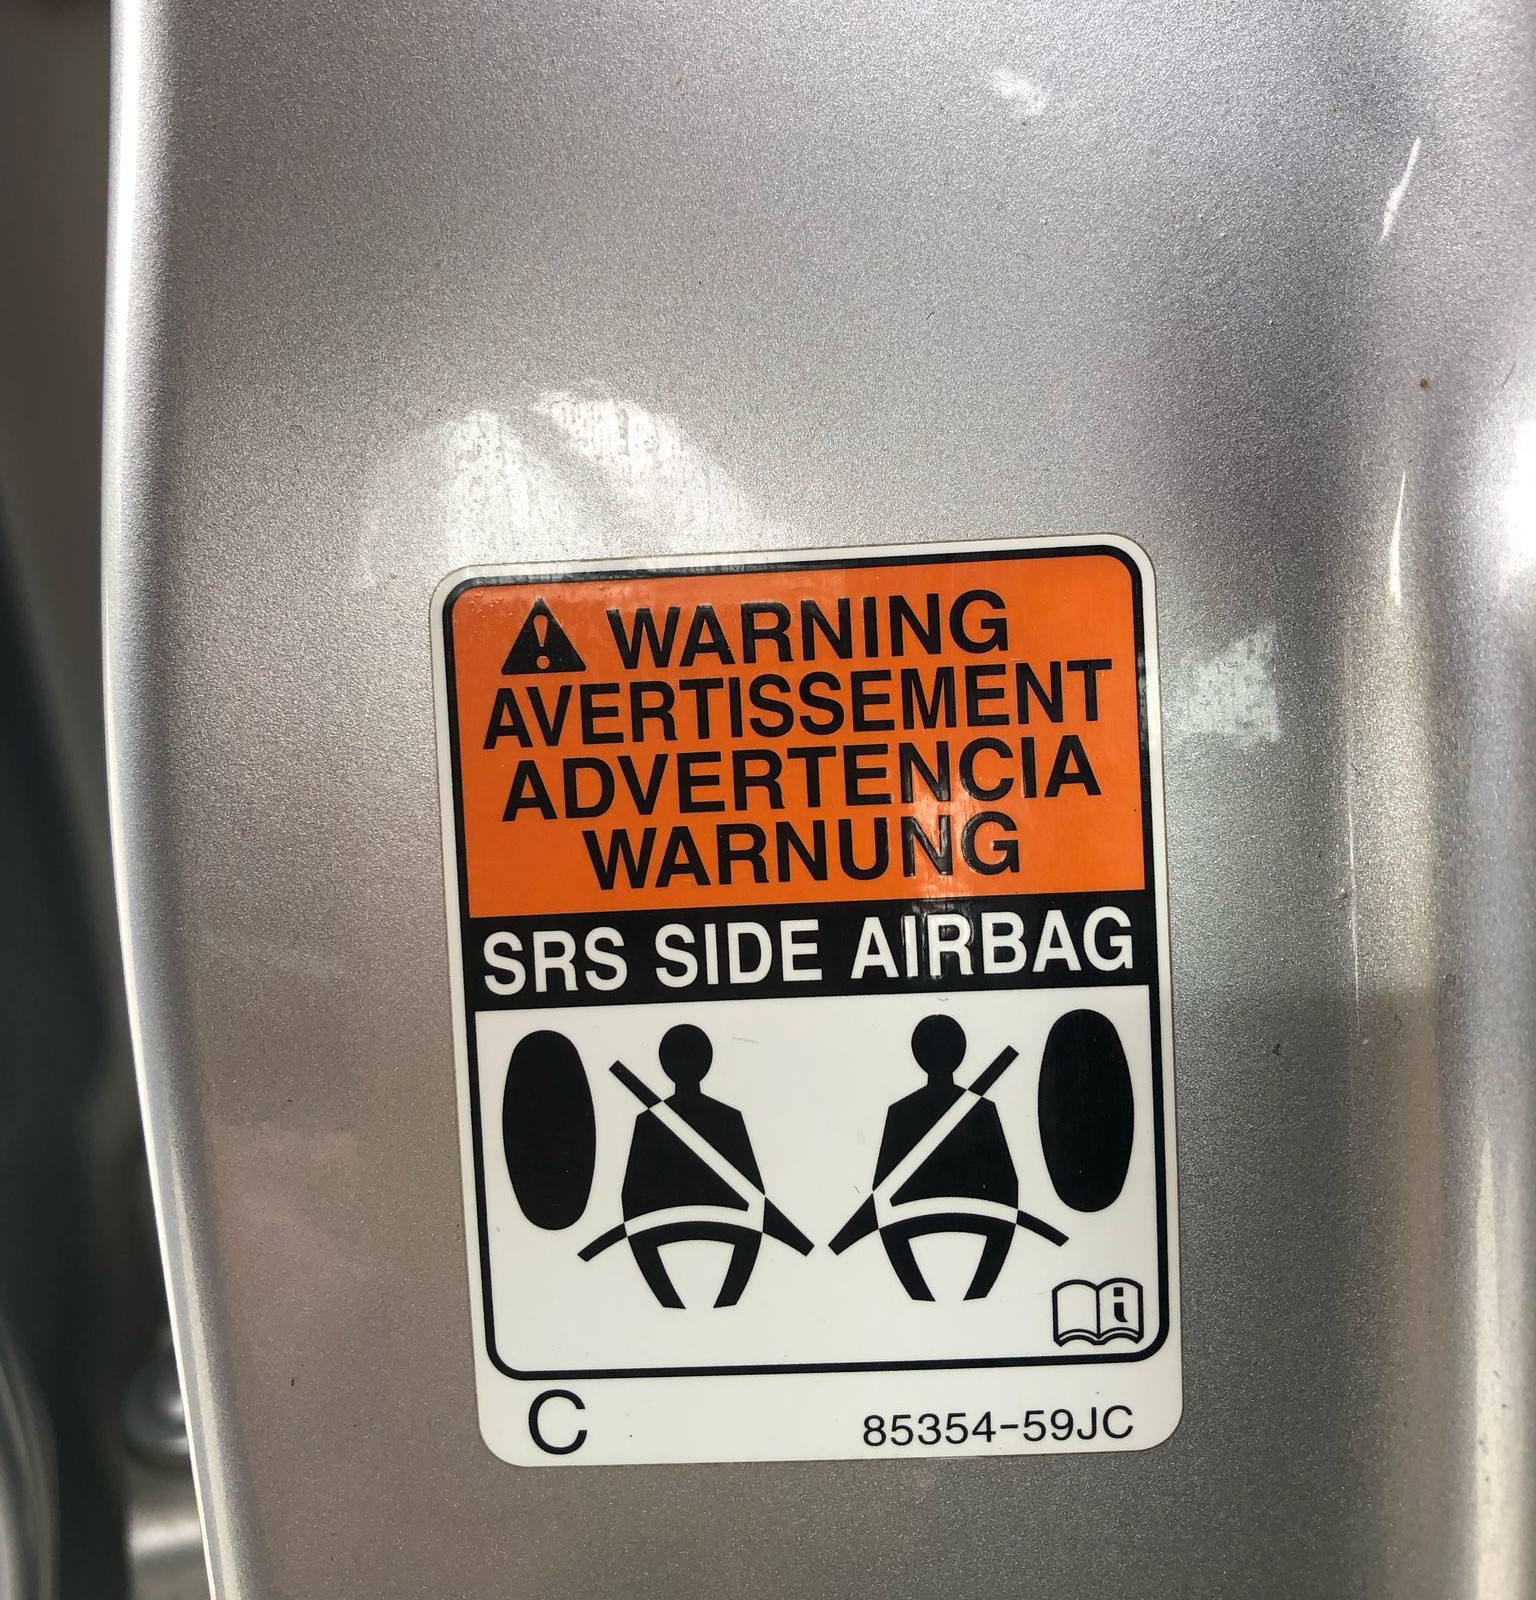 WARNING
AVERTISSEMENT
ADVERTENCIA
WARNUNG
SRS SIDE AIRBAG
i
C 85354-59JC